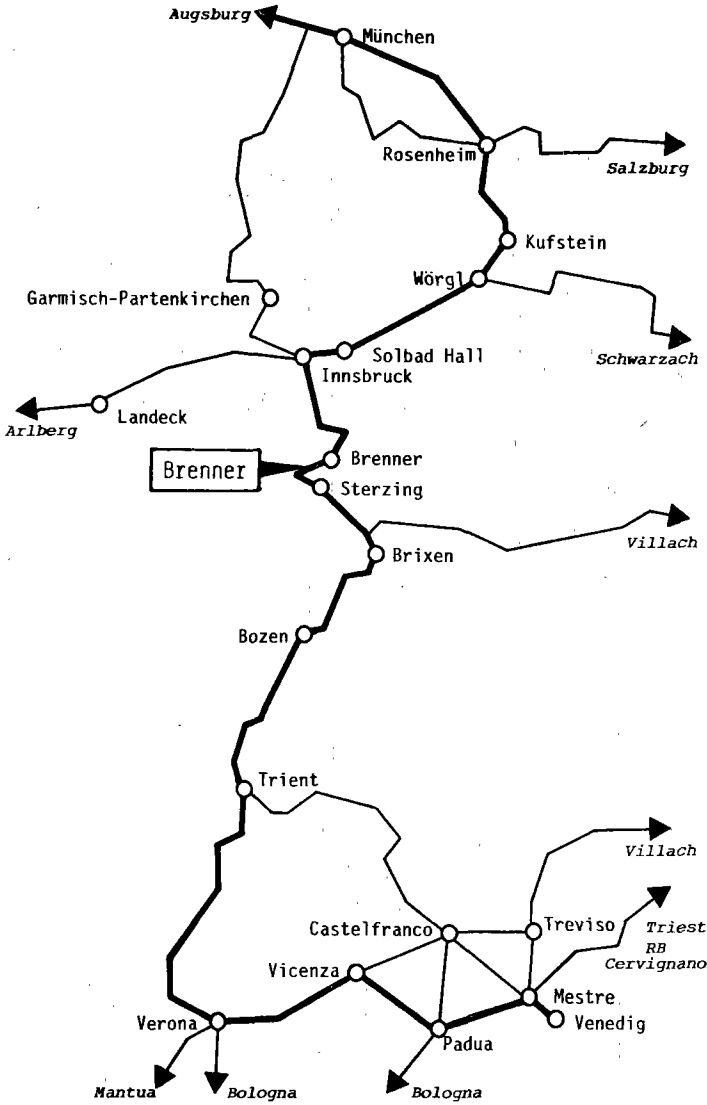 Augsburg
München
Rosenheim
Salzburg
Kufstein
Wörgl
Garmisch-Partenkirchen
Solbad Hall
Schwarzach
Innsbruck
Landeck
Arlberg
Brenner
Brenner
Sterzing
Villach
Brixen
Bozen
Trient
Villach
Castelfranco
Treviso
Triest
RB
Cervignano
Vicenza
Mestre
Verona
Venedig
Padua
Mantua
Bologna
Bologna